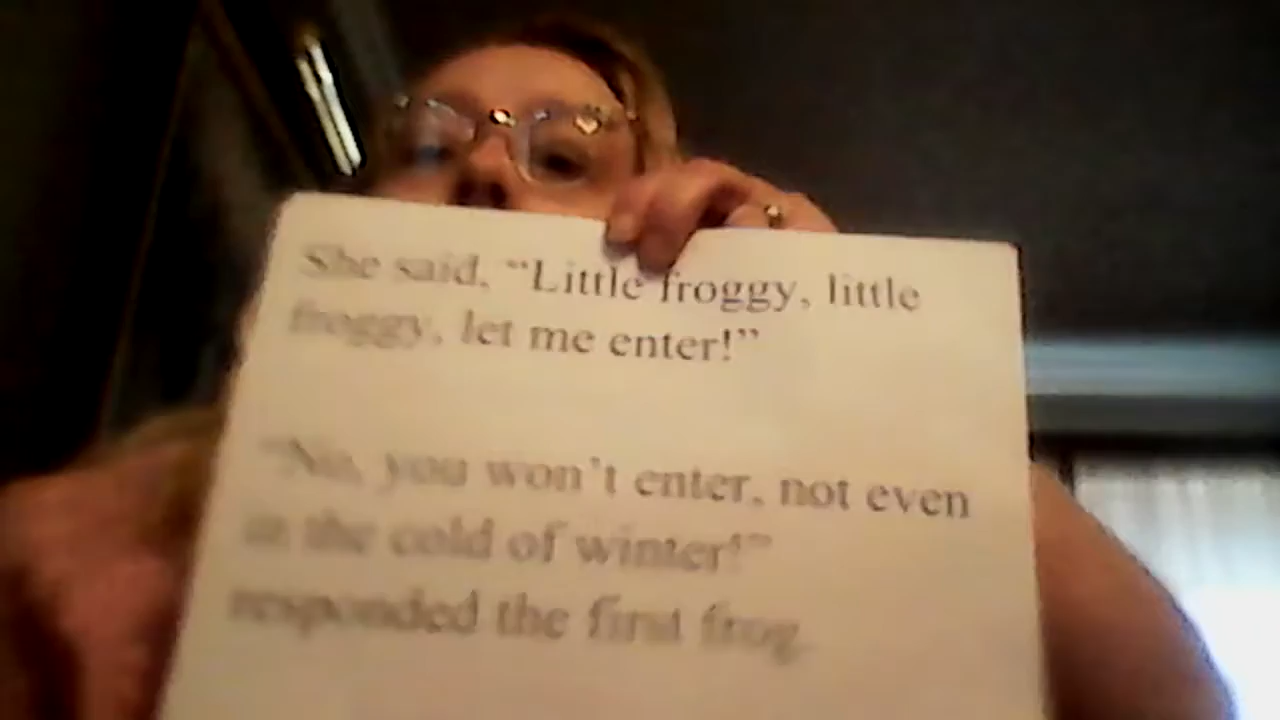 She said, “Little froggy, little
froggy, let me enter!”
“No, you won’t enter, not even
in the cold of winter!”
responded the first frog.